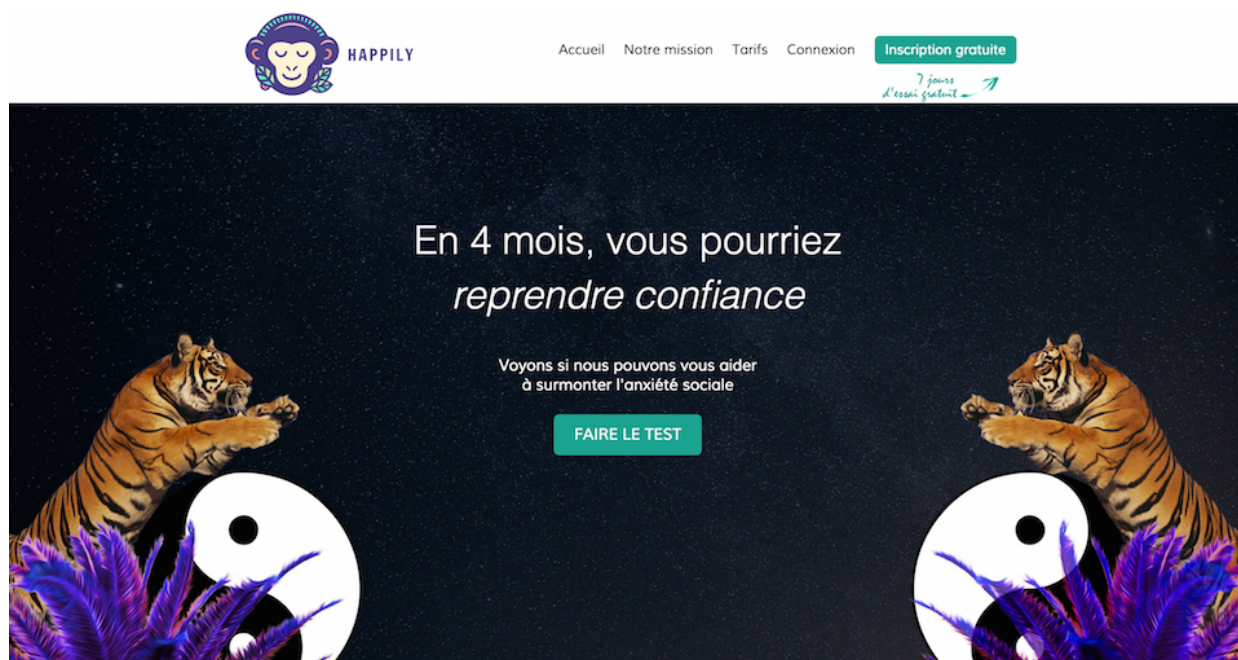 HAPPILY
Accueil Notre mission Tarifs Connexion Inscription gratuite
7 jours
d'essai gratuit
En 4 mois, vous pourriez
reprendre confiance
Voyons si nous pouvons vous aider
à surmonter l'anxiété sociale
FAIRE LE TEST